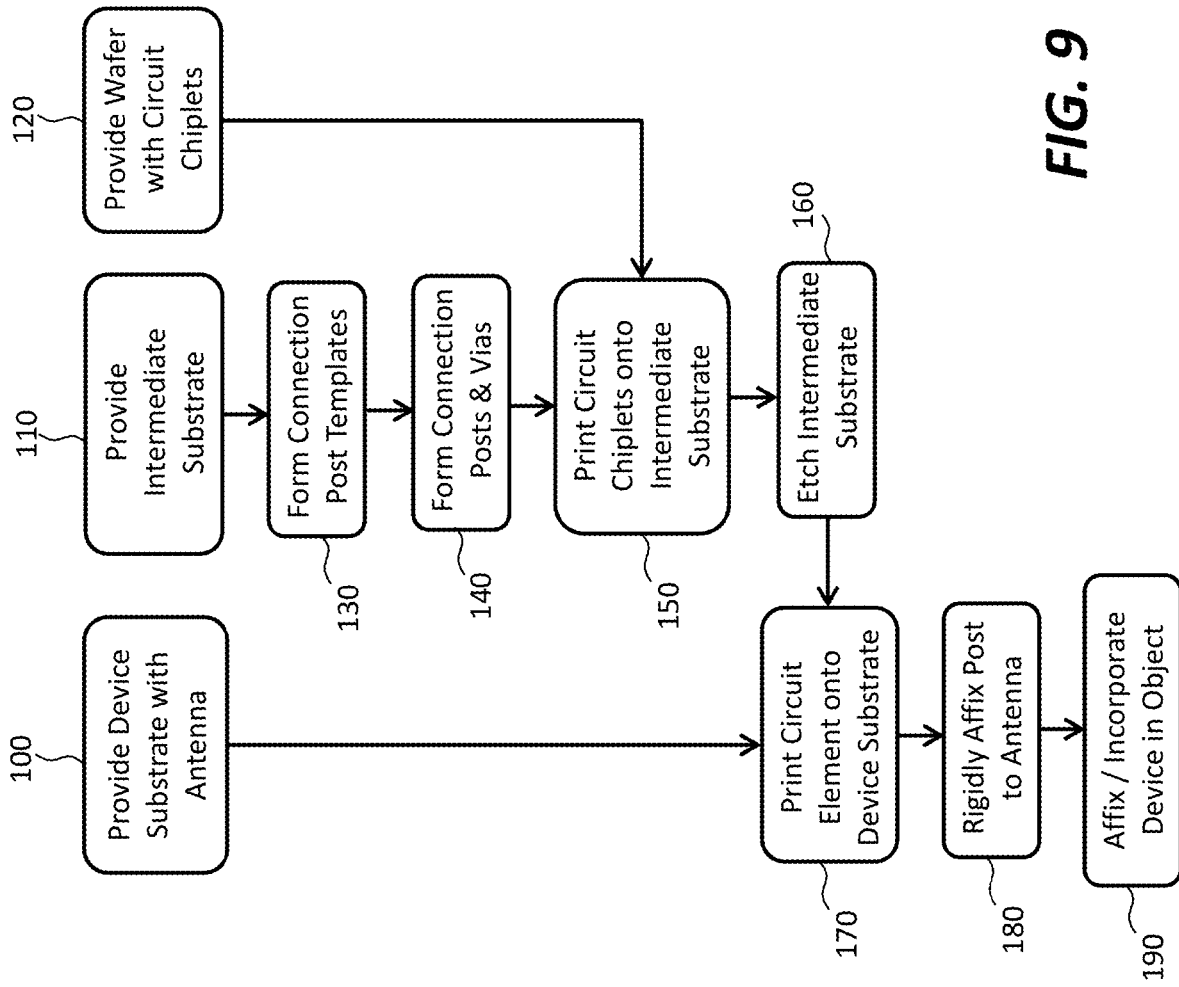 100
Provide Device
Substrate with
Antenna
110
Provide
Intermediate
Substrate
120
Provide Wafer
with Circuit
Chiplets
Form Connection
Post Templates
130
Form Connection
Posts & Vias
140
Print Circuit
Chiplets onto
Intermediate
Substrate
150
160
Etch Intermediate
Substrate
Print Circuit
Element onto
Device Substrate
170
Rigidly Affix Post
to Antenna
180
Affix / Incorporate
Device in Object
190
FIG. 9